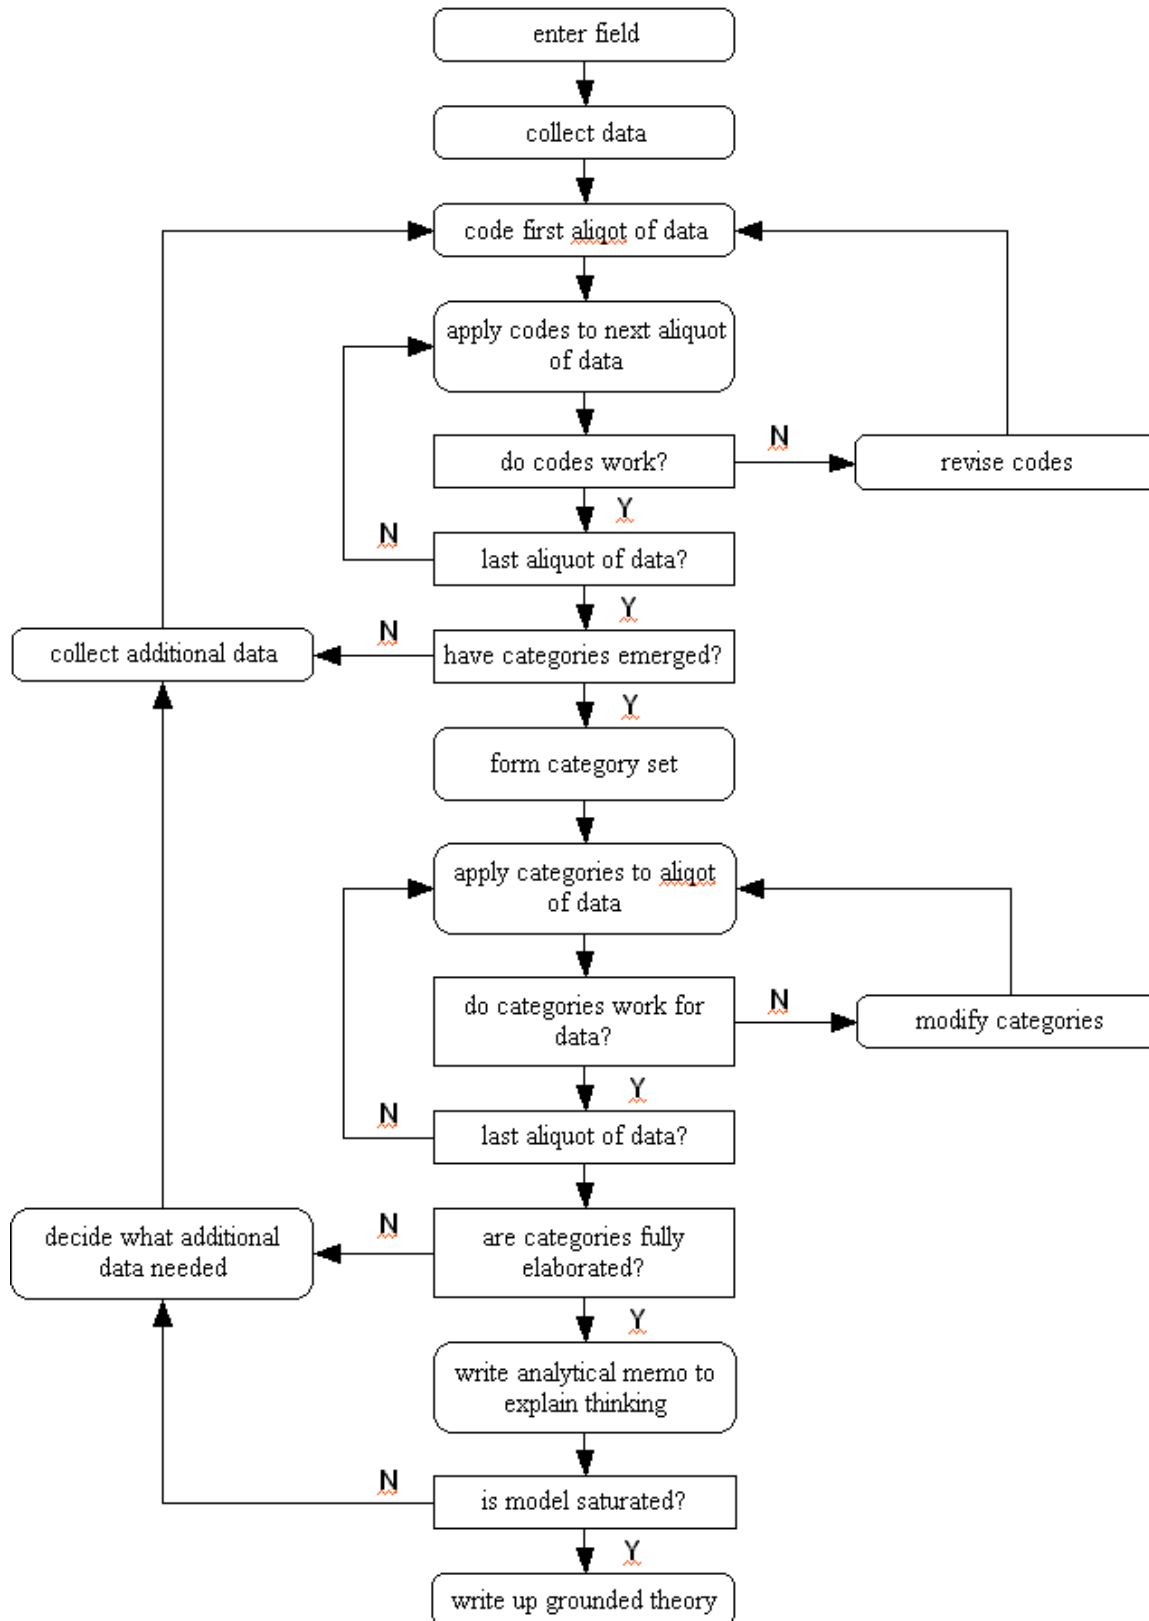 enter field
collect data
code first aliqot of data
apply codes to next aliquot
of data
do codes work?
N
revise codes
Y
N
last aliquot of data?
Y
collect additional data
N
have categories emerged?
Y
form category set
apply categories to aliqot
of data
do categories work for
data?
N
modify categories
Y
N
last aliquot of data?
decide what additional
data needed
N
are categories fully
elaborated?
Y
write analytical memo to
explain thinking
N
is model saturated?
Y
write up grounded theory